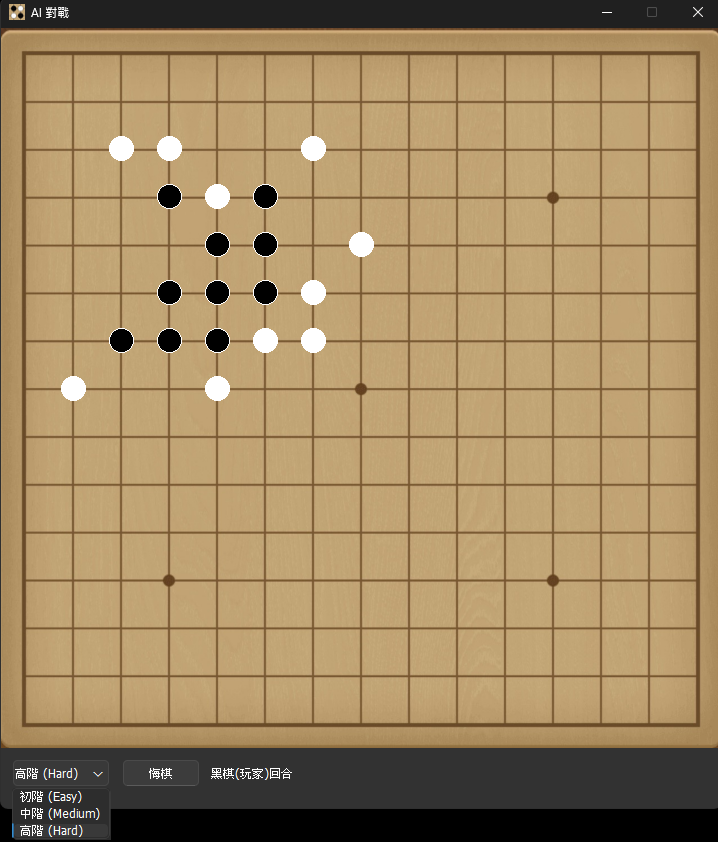 AI 對戰
高階 (Hard)
悔棋
黑棋(玩家)回合
初階 (Easy)
中階 (Medium)
高階 (Hard)